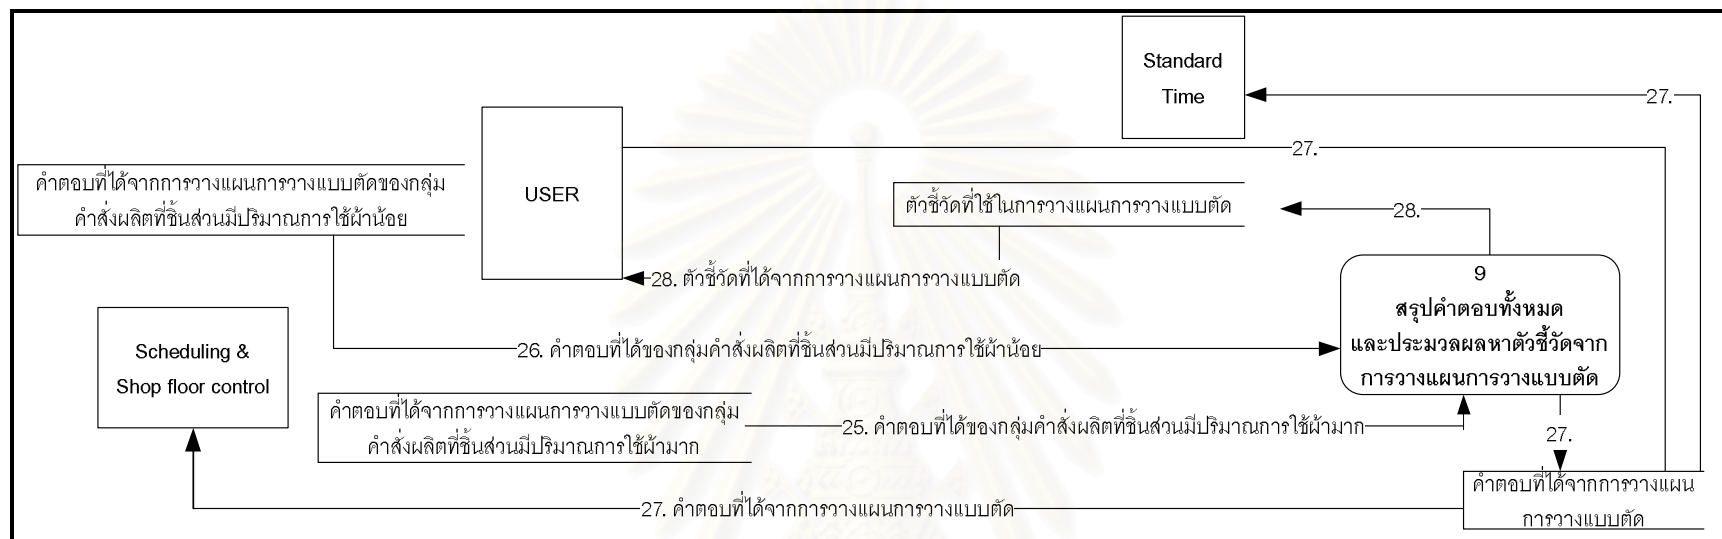 Standard
Time
27.
27.
USER
คำตอบที่ได้จากการวางแผนการวางแบบตัดของกลุ่ม
คำสั่งผลิตที่ชิ้นส่วนมีปริมาณการใช้ผ้าน้อย
ตัวชี้วัดที่ใช้ในการวางแผนการวางแบบตัด
28.
28. ตัวชี้วัดที่ได้จากการวางแผนการวางแบบตัด
9
สรุปคำตอบทั้งหมด
และประมวลผลหาตัวชี้วัดจาก
การวางแผนการวางแบบตัด
Scheduling &
Shop floor control
26. คำตอบที่ได้ของกลุ่มคำสั่งผลิตที่ชิ้นส่วนมีปริมาณการใช้ผ้าน้อย
คำตอบที่ได้จากการวางแผนการวางแบบตัดของกลุ่ม
คำสั่งผลิตที่ชิ้นส่วนมีปริมาณการใช้ผ้ามาก
25. คำตอบที่ได้ของกลุ่มคำสั่งผลิตที่ชิ้นส่วนมีปริมาณการใช้ผ้ามาก
27.
คำตอบที่ได้จากการวางแผน
การวางแบบตัด
27. คำตอบที่ได้จากการวางแผนการวางแบบตัด